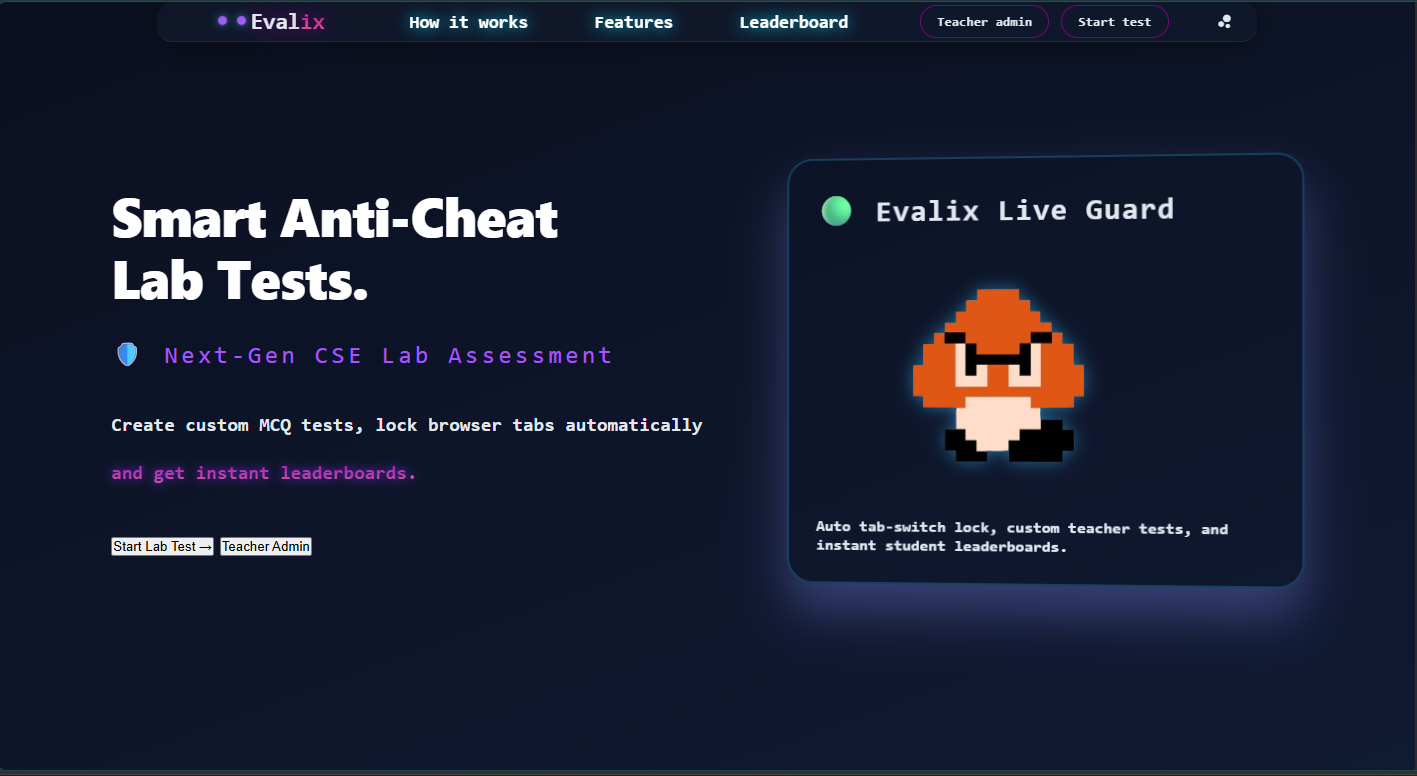 Evalix
How it works
Features
Leaderboard
Teacher admin
Start test
Smart Anti-Cheat
Lab Tests.
Next-Gen CSE Lab Assessment
Create custom MCQ tests, lock browser tabs automatically
and get instant leaderboards.
Start Lab Test →
Teacher Admin
Evalix Live Guard
Auto tab-switch lock, custom teacher tests, and
instant student leaderboards.